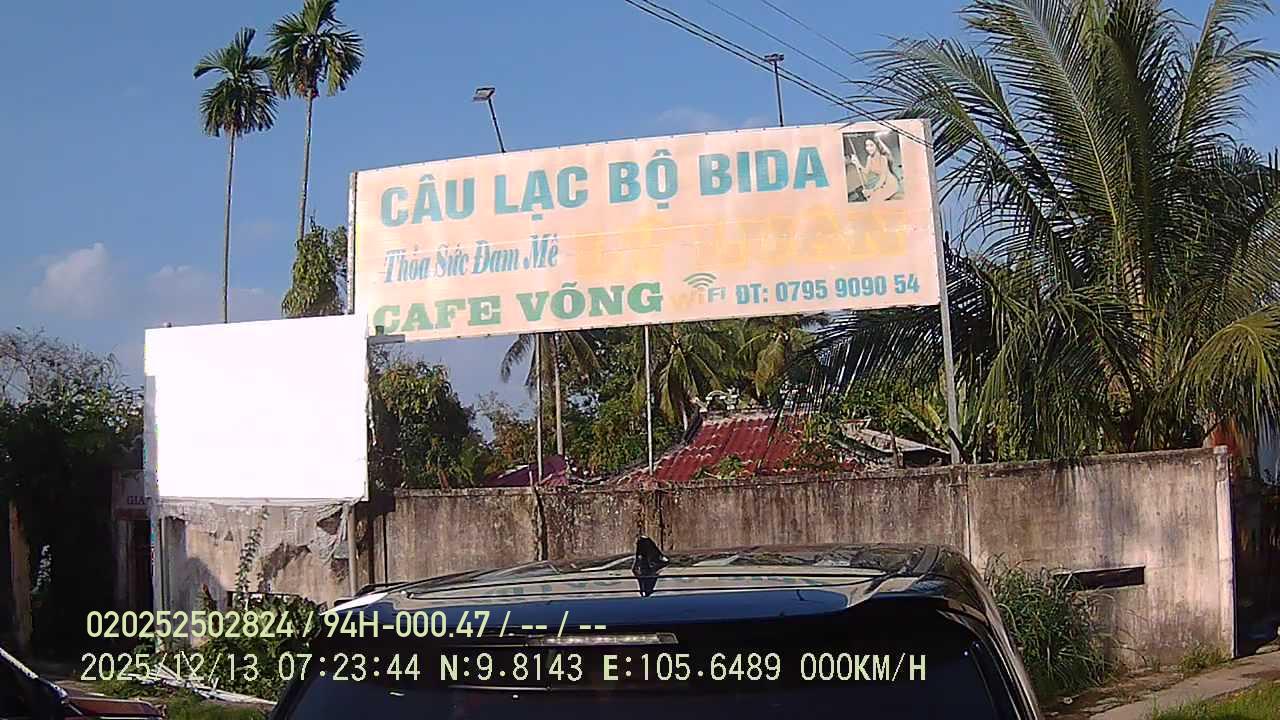 CÂU LẠC BỘ BIDA
Thỏa Sức Đam Mê
CAFE VÕNG
WiFi ĐT: 0795 9090 54
020252502824 / 94H-000.47 / -- / --
2025/12/13 07:23:44 N:9.8143 E:105.6489 000KM/H